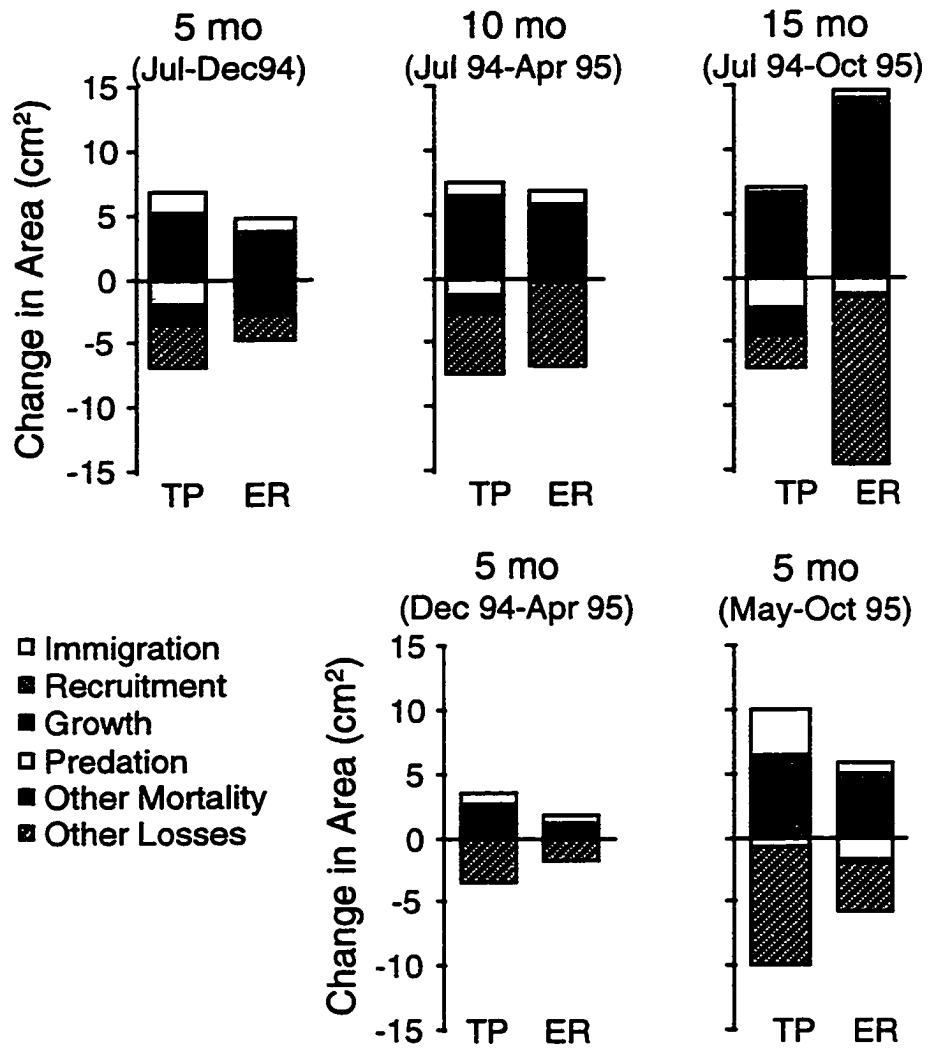 5 mo
(Jul-Dec94)
10 mo
(Jul 94-Apr 95)
15 mo
(Jul 94-Oct 95)
Change in Area (cm²)
15
10
5
0
-5
-10
-15
TP ER
TP ER
TP ER
5 mo
(Dec 94-Apr 95)
5 mo
(May-Oct 95)
Immigration
Recruitment
Growth
Predation
Other Mortality
Other Losses
Change in Area (cm²)
15
10
5
0
-5
-10
-15
TP ER
TP ER